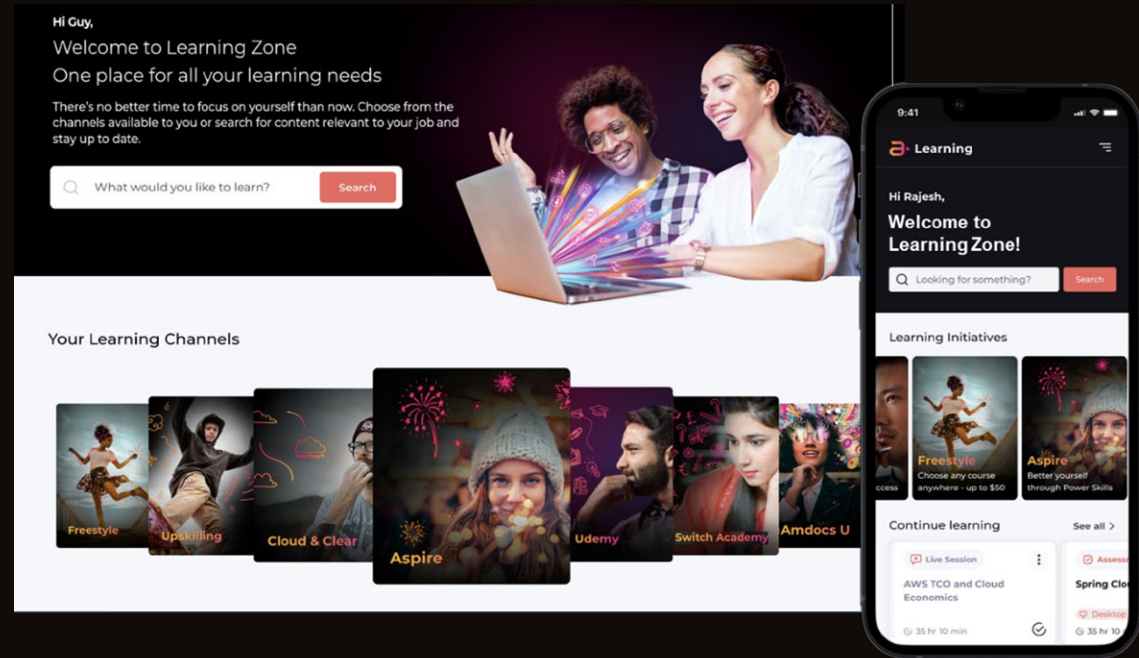 Hi Guy,
Welcome to Learning Zone
One place for all your learning needs
There's no better time to focus on yourself than now. Choose from the
channels available to you or search for content relevant to your job and
stay up to date.
What would you like to learn?
Search
Your Learning Channels
Freestyle
Upskilling
Cloud & Clear
Aspire
Udemy
Switch Academy
Amdocs U
9:41
a Learning
Hi Rajesh,
Welcome to
Learning Zone!
Looking for something?
Search
Learning Initiatives
Freestyle
Choose any course
anywhere - up to $50
Aspire
Better yourself
through Power Skills
Continue learning
See all >
Live Session
AWS TCO and Cloud
Economics
35 hr 10 min
Spring
Desktop
35 hr 10